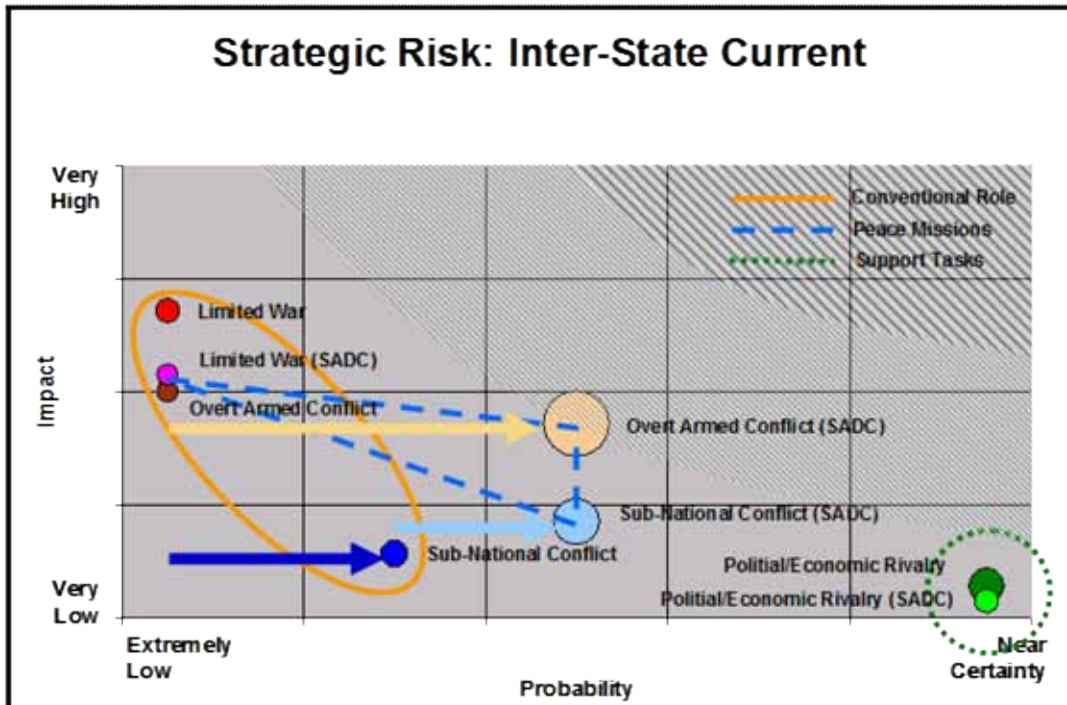 Strategic Risk: Inter-State Current
Very
High
Conventional Role
Peace Missions
Support Tasks
Limited War
Limited War (SADC)
Impact
Overt Armed Conflict
Overt Armed Conflict (SADC)
Sub-National Conflict (SADC)
Sub-National Conflict
Politial/Economic Rivalry
Politial/Economic Rivalry (SADC)
Very
Low
Extremely
Low
Near
Certainty
Probability